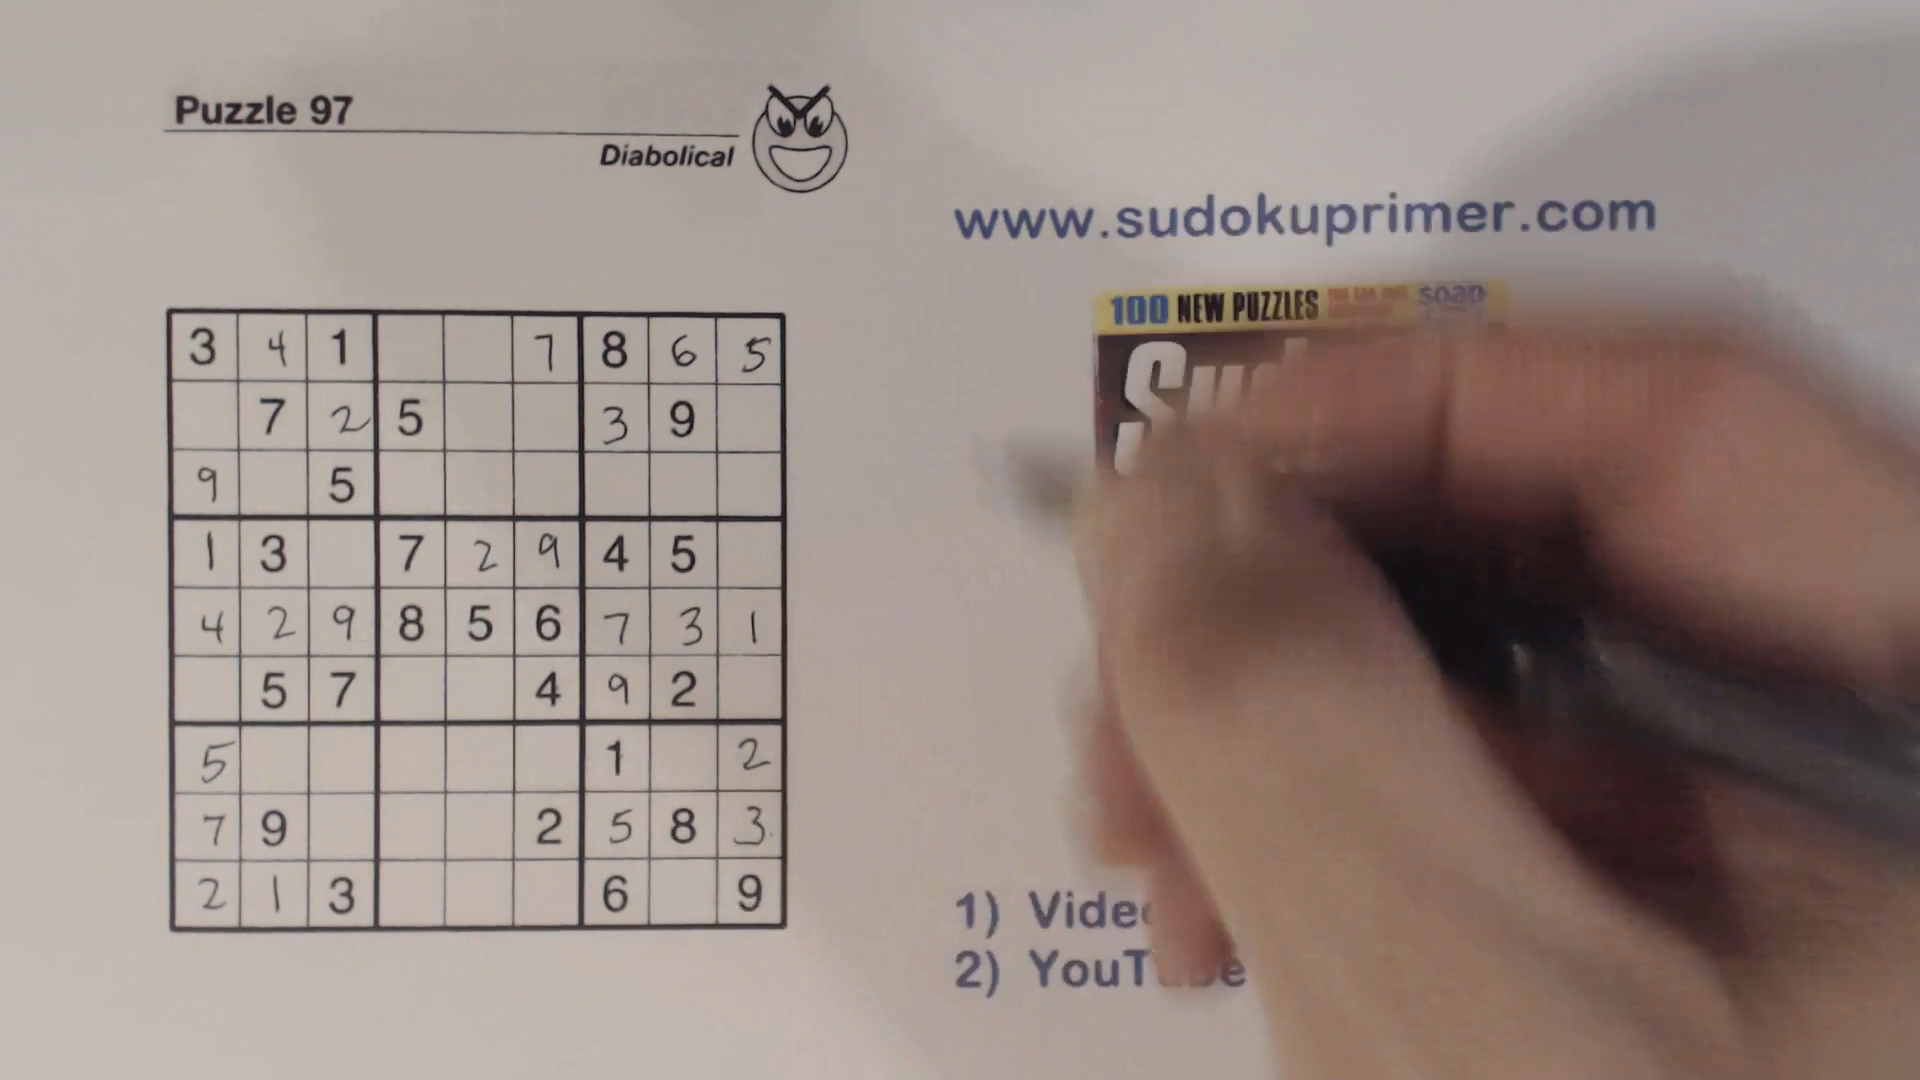 Puzzle 97
Diabolical
www.sudokuprimer.com
100 NEW PUZZLES
soap
3 4 1 7 8 6 5
7 2 5 3 9
9 5
1 3 7 2 9 4 5
4 2 9 8 5 6 7 3 1
5 7 4 9 2
5 1 2
7 9 2 5 8 3
2 1 3 6 9
1)
2)